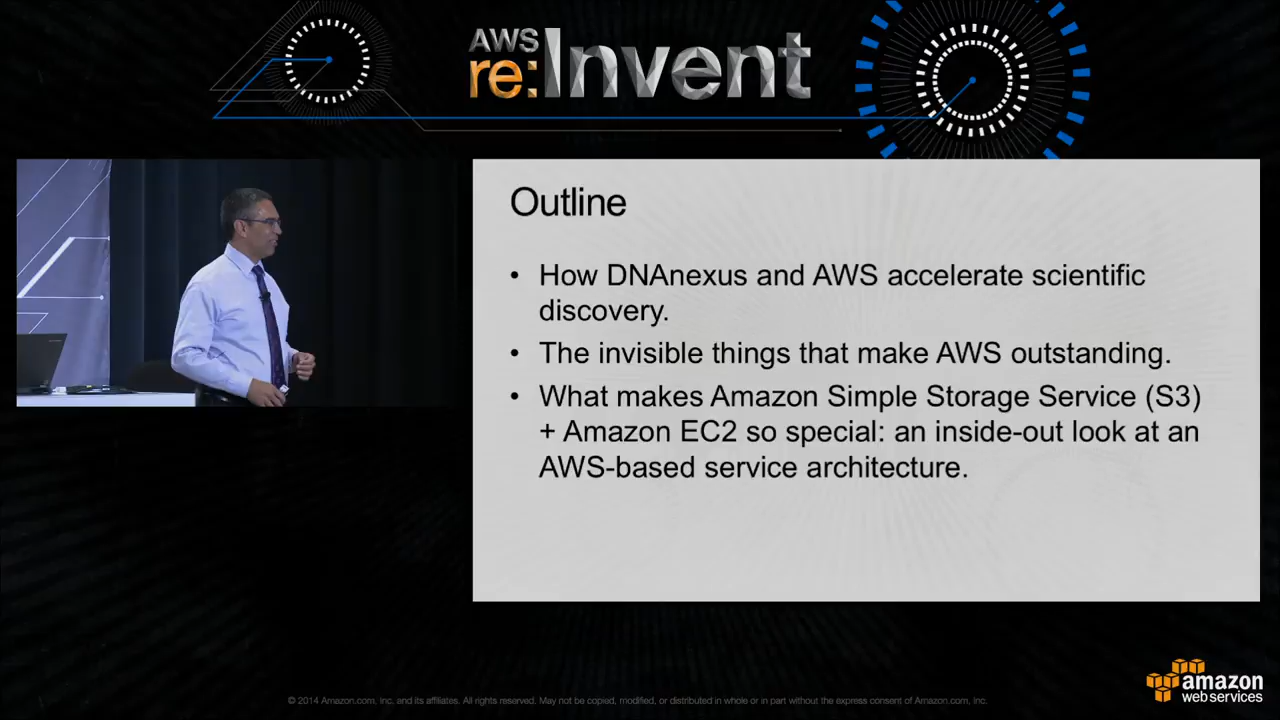 AWS
re:Invent
Outline
• How DNAnexus and AWS accelerate scientific
discovery.
• The invisible things that make AWS outstanding.
• What makes Amazon Simple Storage Service (S3)
+ Amazon EC2 so special: an inside-out look at an
AWS-based service architecture.
© 2014 Amazon.com, Inc. and its affiliates. All rights reserved. May not be copied, modified, or distributed in whole or in part without the express consent of Amazon.com, Inc.
amazon
web services